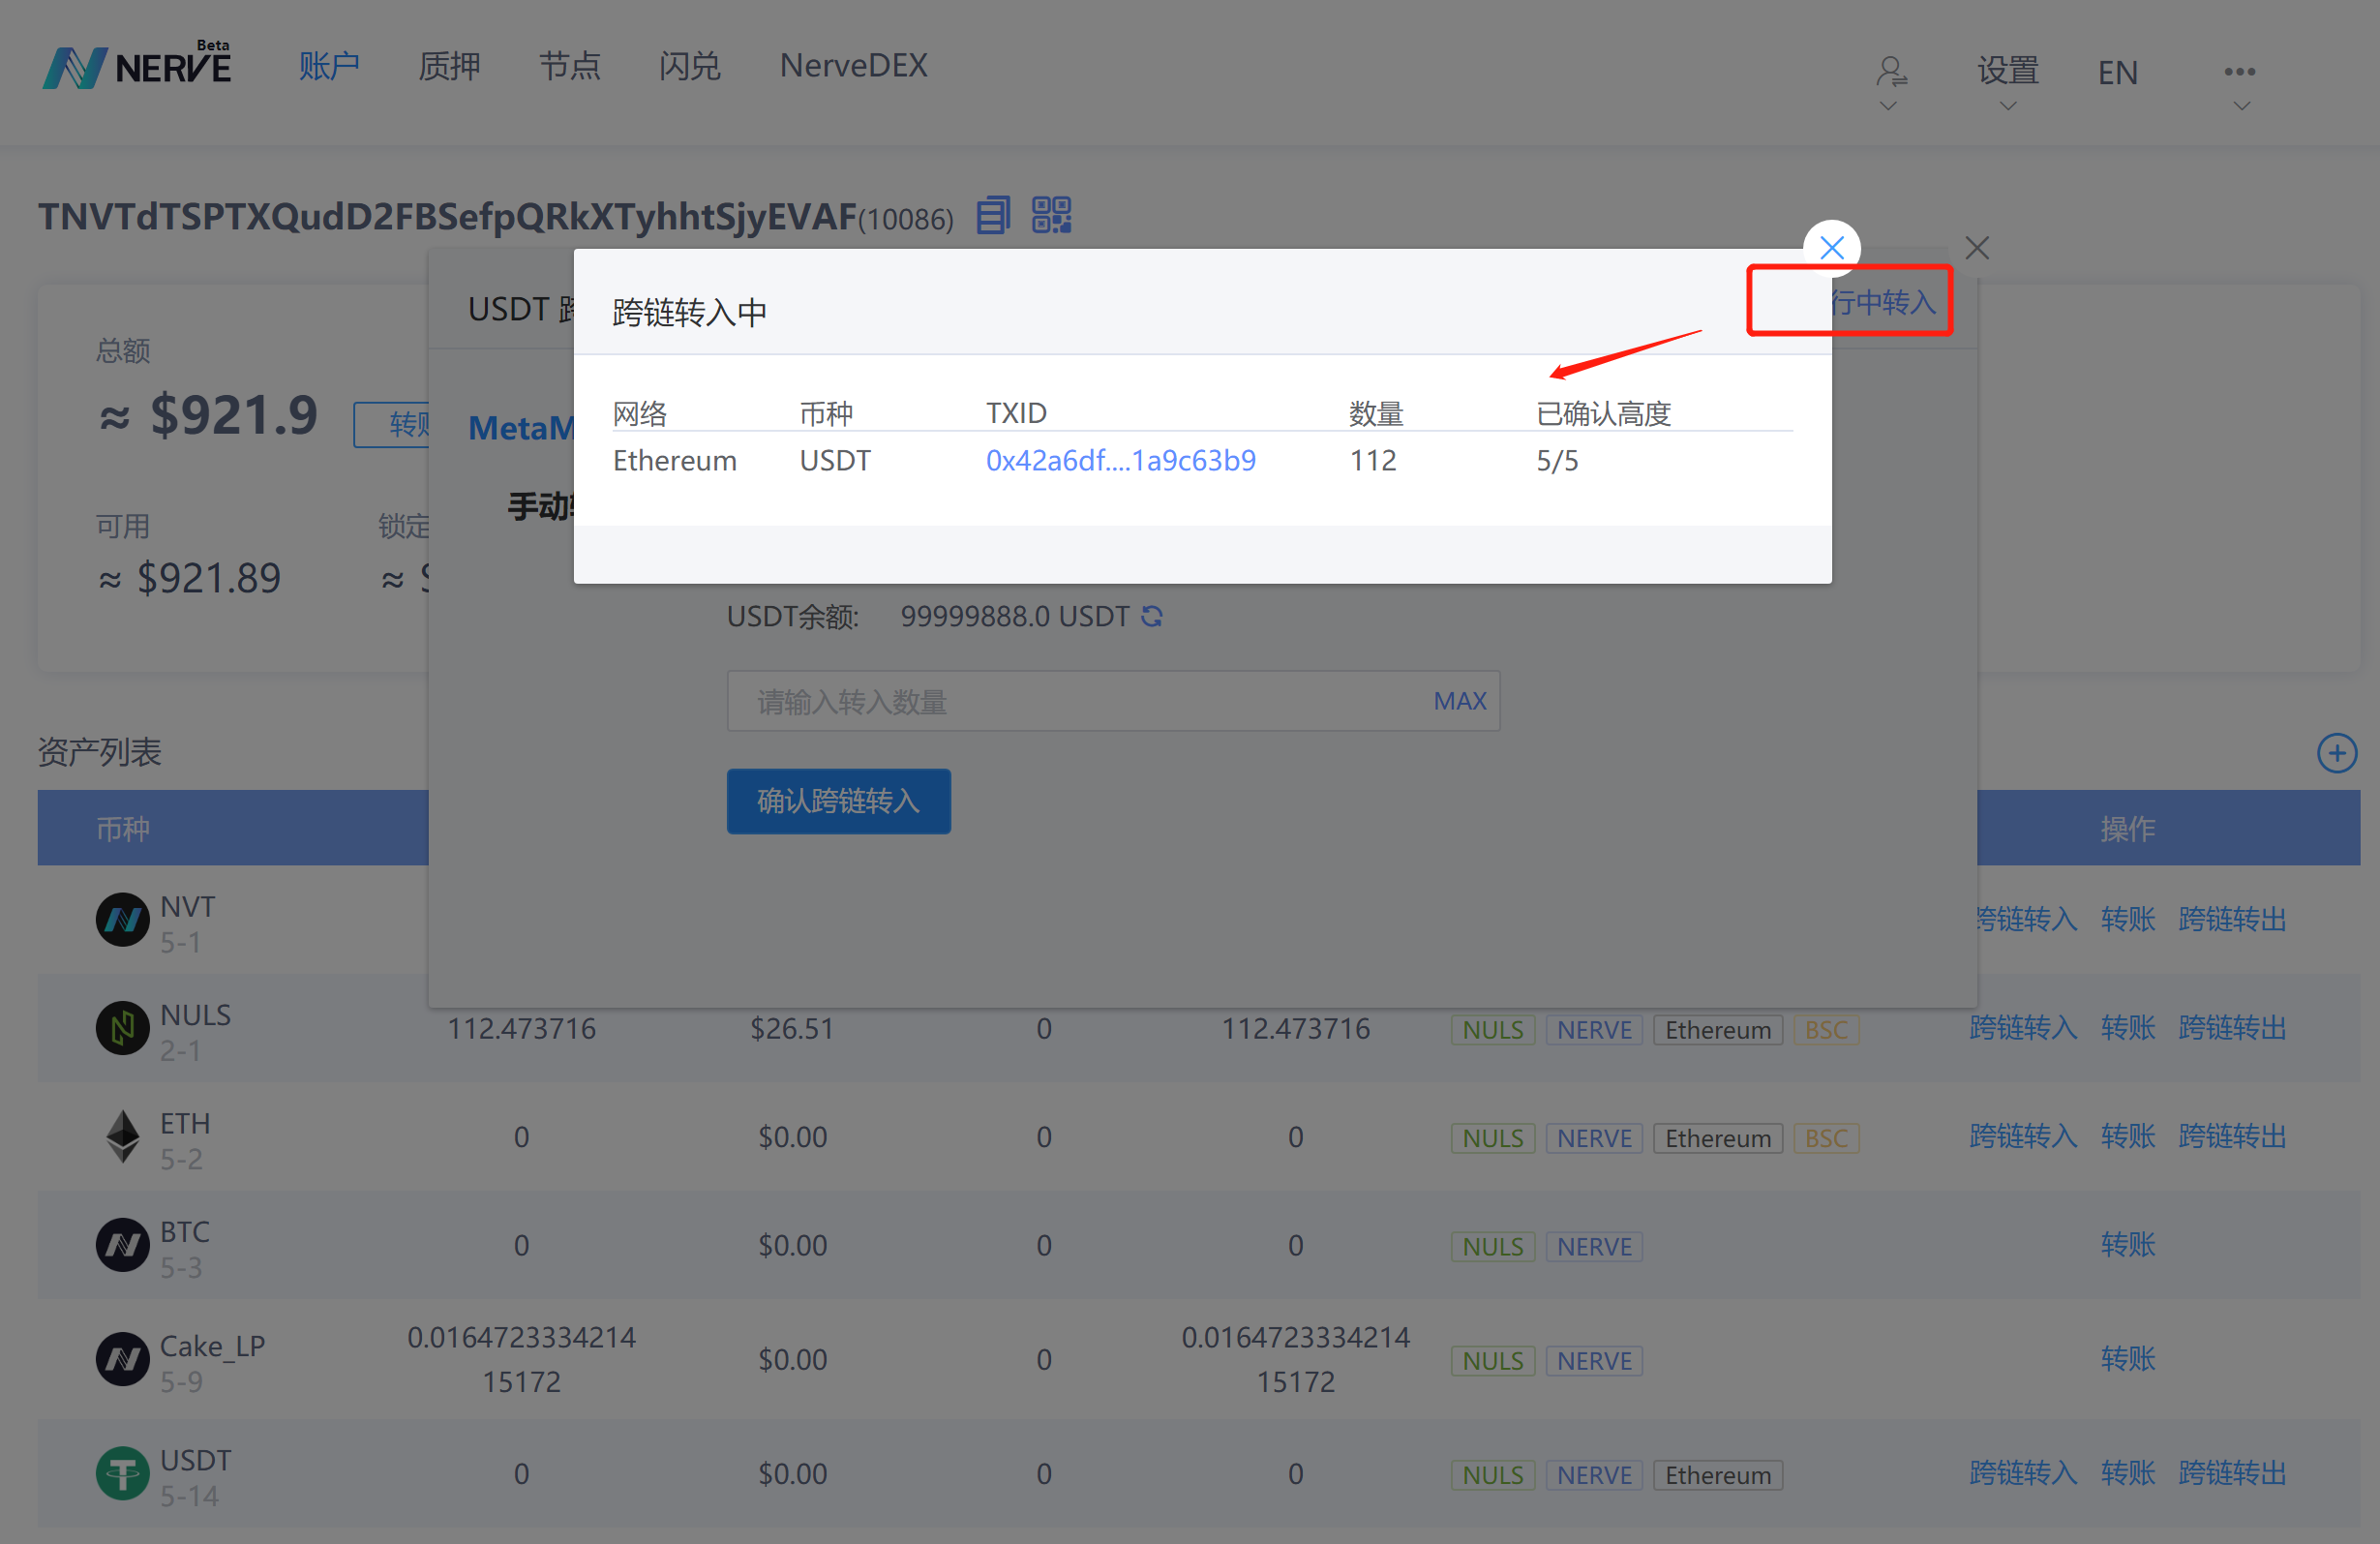 Beta
NERVE 账户 质押 节点 闪兑 NerveDEX 设置 EN
TNVTdTSPTXQudD2FBSefpQRkXTyhhtSjyEVAF(10086)
USDT
行中转入
跨链转入中
网络 币种 TXID 数量 已确认高度
Ethereum USDT 0x42a6df....1a9c63b9 112 5/5
总额
≈ $921.9 转账
MetaM
手动
可用 锁定
≈ $921.89 ≈ $
USDT余额: 99999888.0 USDT
请输入转入数量 MAX
确认跨链转入
资产列表
币种 操作
NVT
5-1
跨链转入 转账 跨链转出
NULS
2-1
112.473716 $26.51 0 112.473716 NULS NERVE Ethereum BSC 跨链转入 转账 跨链转出
ETH
5-2
0 $0.00 0 0 NULS NERVE Ethereum BSC 跨链转入 转账 跨链转出
BTC
5-3
0 $0.00 0 0 NULS NERVE 转账
Cake_LP
5-9
0.0164723334214
15172
$0.00 0
0.0164723334214
15172
NULS NERVE 转账
USDT
5-14
0 $0.00 0 0 NULS NERVE Ethereum 跨链转入 转账 跨链转出